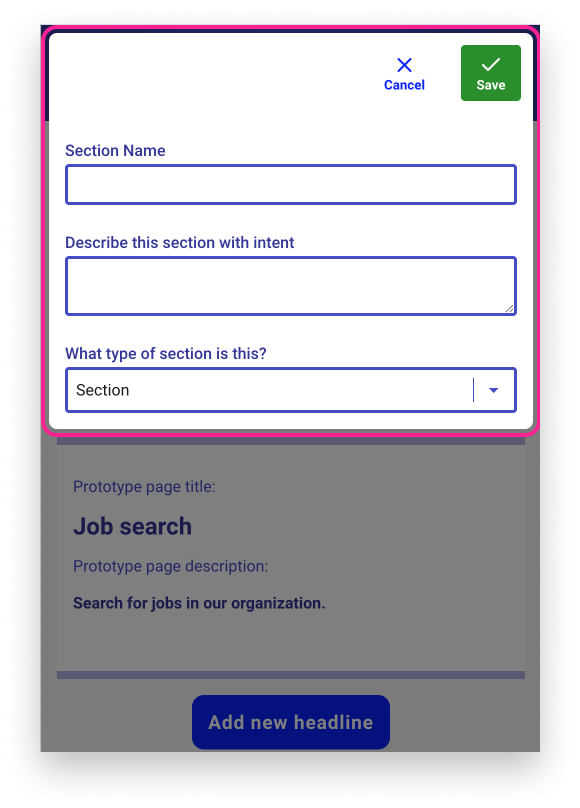 Cancel
Save
Section Name
Describe this section with intent
What type of section is this?
Section
Prototype page title:
Job search
Prototype page description:
Search for jobs in our organization.
Add new headline